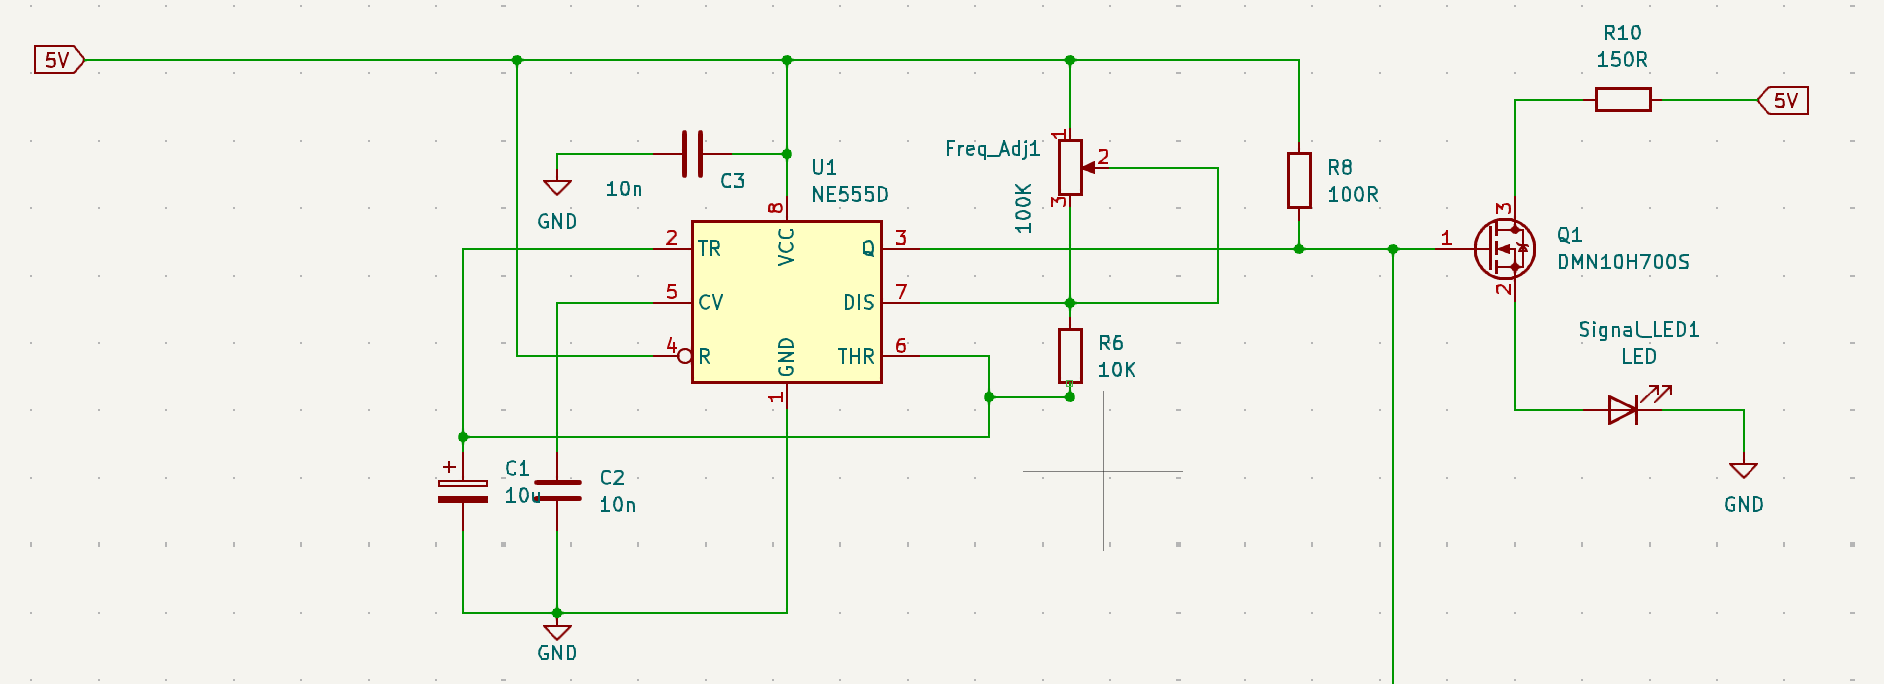 R10
150R
5V
5V
Freq_Adj1
1
2
3
100K
U1
NE555D
R8
100R
10n
C3
GND
8
VCC
2
TR
Q
3
1
3
Q1
DMN10H700S
2
5
CV
DIS
7
4
R
GND
THR
6
1
R6
10K
Signal_LED1
LED
+
C1
10u
C2
10n
GND
GND